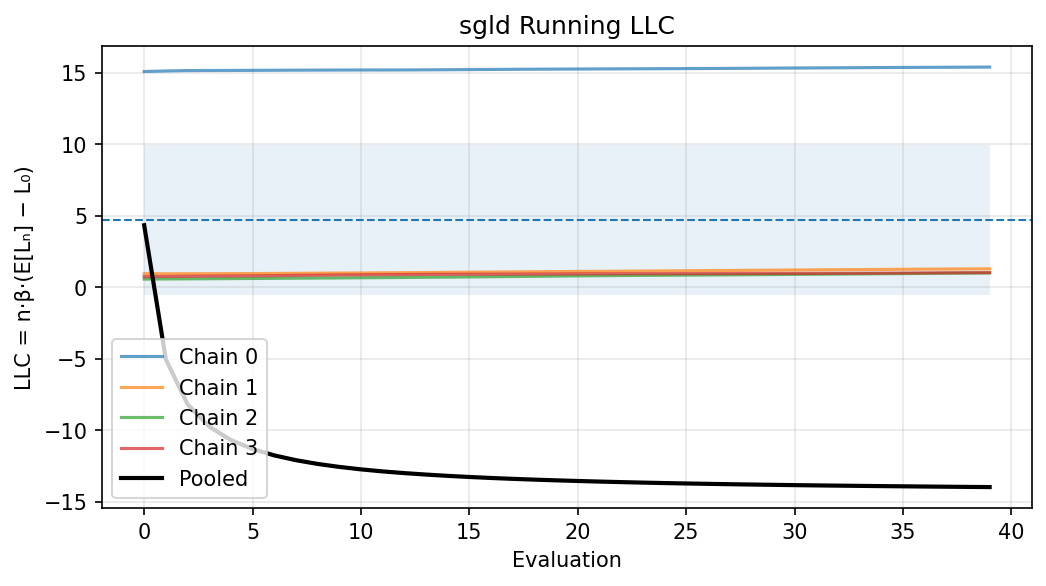 sgld Running LLC
LLC = n·β·(E[Lₙ] − L₀)
15
10
5
0
−5
−10
−15
Chain 0
Chain 1
Chain 2
Chain 3
Pooled
0 5 10 15 20 25 30 35 40
Evaluation